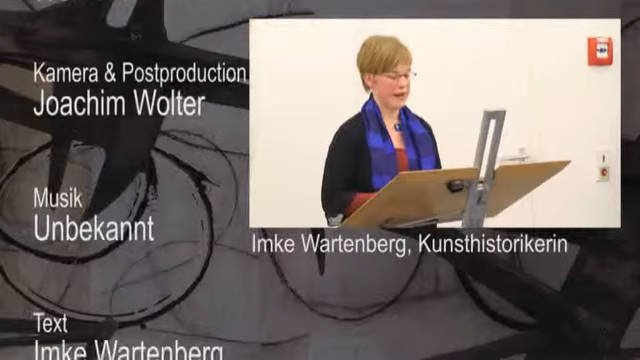 Kamera & Postproduction
Joachim Wolter
Musik
Unbekannt
Imke Wartenberg, Kunsthistorikerin
Text
Imke Wartenberg